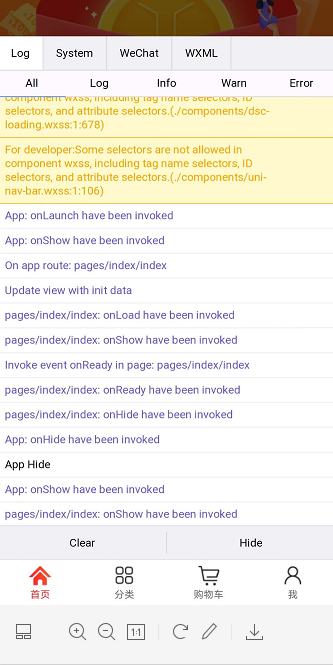 Log System WeChat WXML
All Log Info Warn Error
component wxss, including tag name selectors, ID
selectors, and attribute selectors.(./components/dsc-
loading.wxss:1:678)
For developer:Some selectors are not allowed in
component wxss, including tag name selectors, ID
selectors, and attribute selectors.(./components/uni-
nav-bar.wxss:1:106)
App: onLaunch have been invoked
App: onShow have been invoked
On app route: pages/index/index
Update view with init data
pages/index/index: onLoad have been invoked
pages/index/index: onShow have been invoked
Invoke event onReady in page: pages/index/index
pages/index/index: onReady have been invoked
pages/index/index: onHide have been invoked
App: onHide have been invoked
App Hide
App: onShow have been invoked
pages/index/index: onShow have been invoked
Clear Hide
首页 分类 购物车 我
1:1